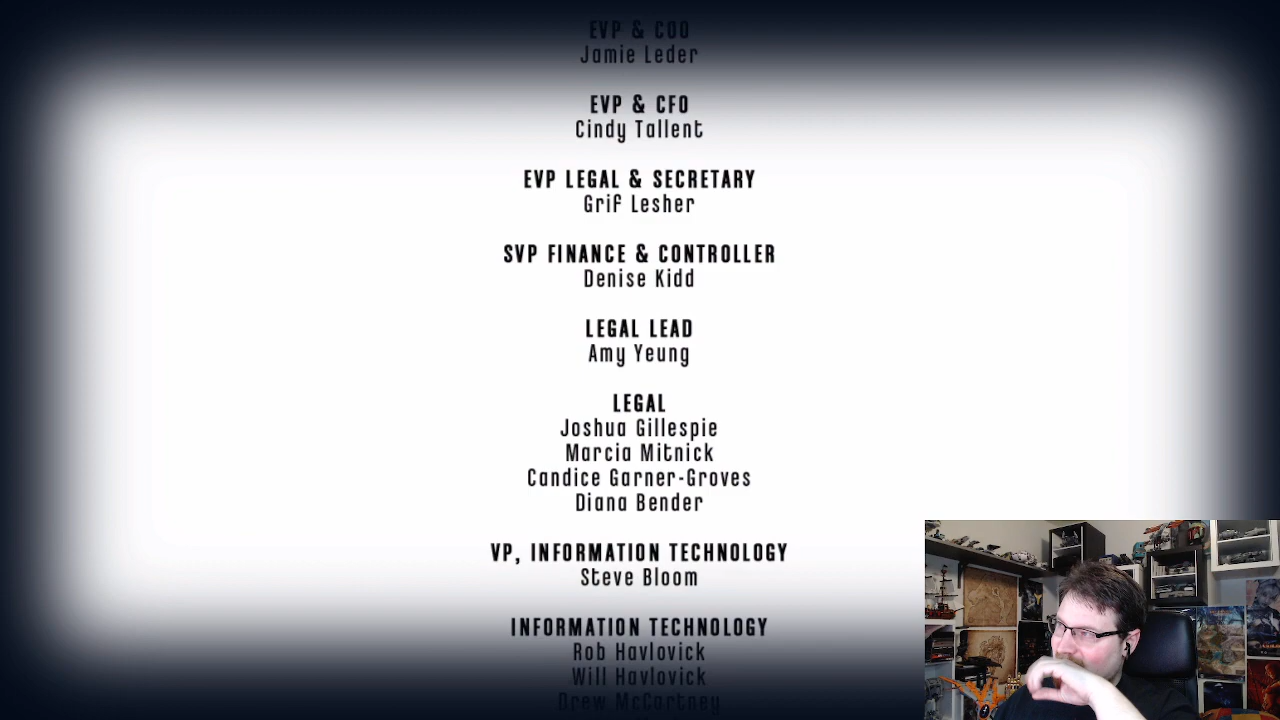 EVP & COO
Jamie Leder
EVP & CFO
Cindy Tallent
EVP LEGAL & SECRETARY
Grif Lesher
SVP FINANCE & CONTROLLER
Denise Kidd
LEGAL LEAD
Amy Yeung
LEGAL
Joshua Gillespie
Marcia Mitnick
Candice Garner-Groves
Diana Bender
VP, INFORMATION TECHNOLOGY
Steve Bloom
INFORMATION TECHNOLOGY
Rob Havlovick
Will Havlovick
Drew McCartney